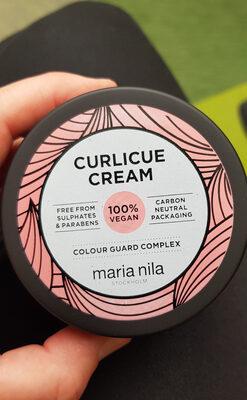 CURLICUE
CREAM
FREE FROM
SULPHATES
& PARABENS
100%
VEGAN
CARBON
NEUTRAL
PACKAGING
COLOUR GUARD COMPLEX
maria nila
STOCKHOLM